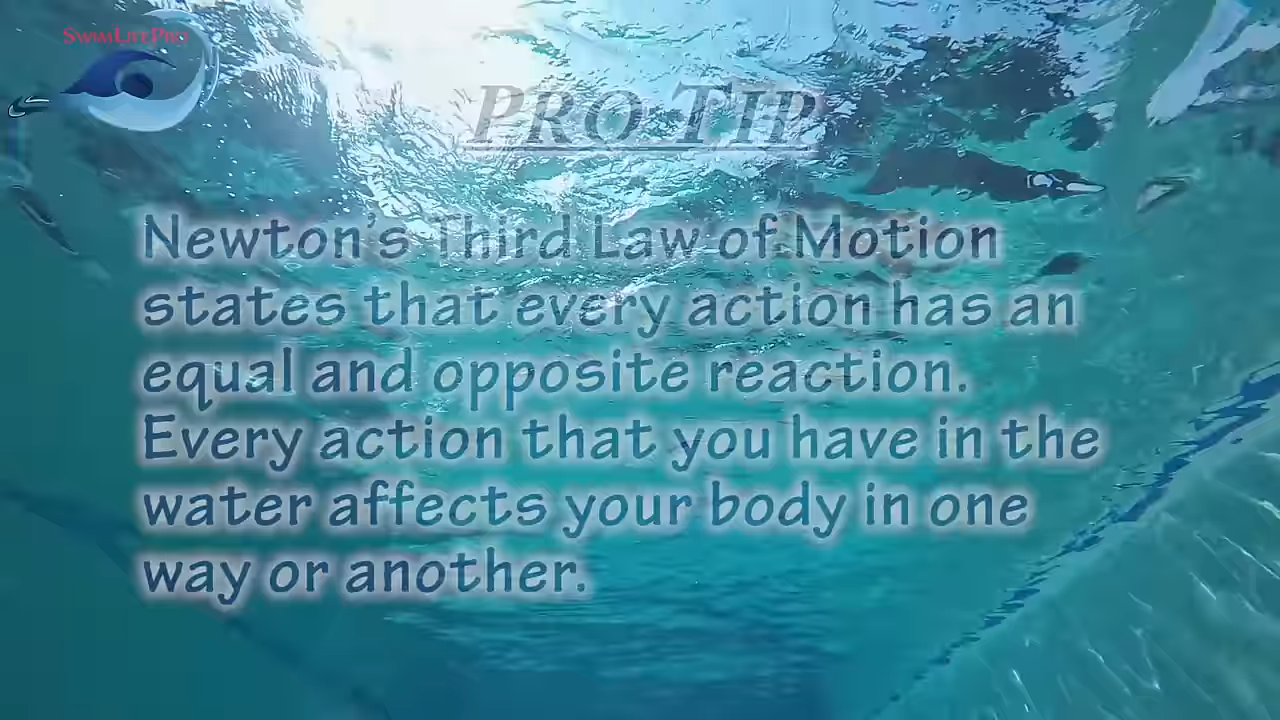 SwimLifePro
PRO TIP
Newton's Third Law of Motion
states that every action has an
equal and opposite reaction.
Every action that you have in the
water affects your body in one
way or another.